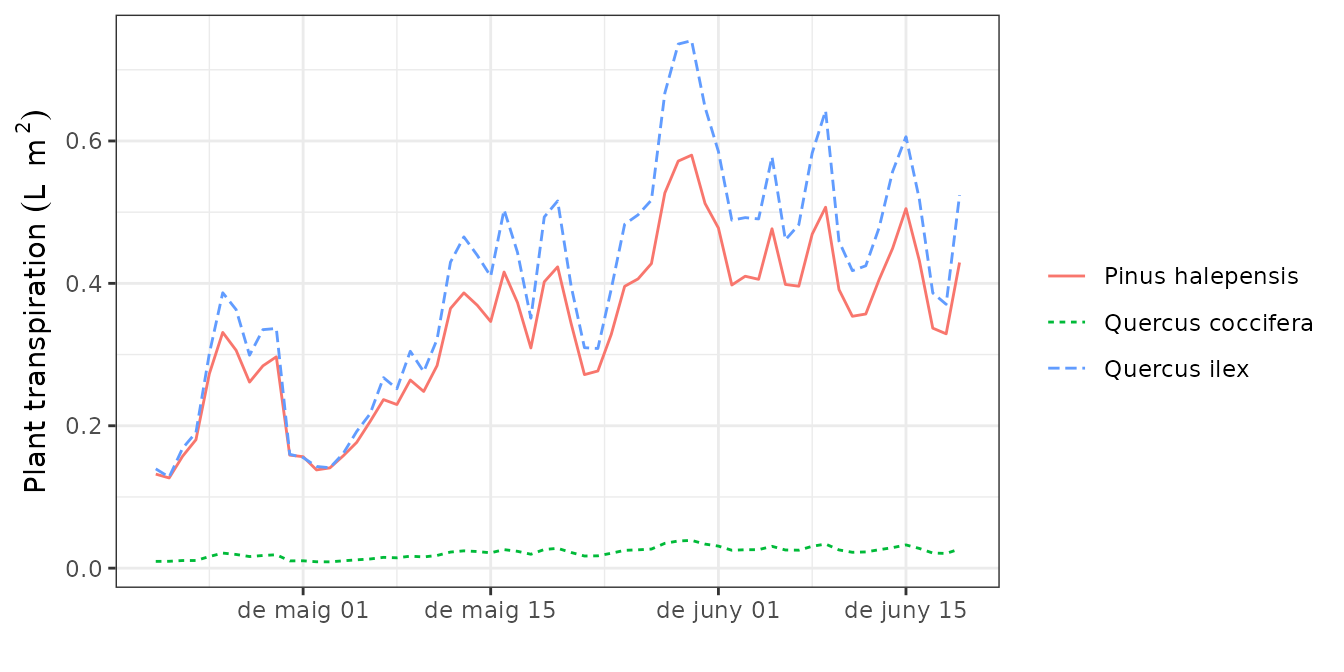 Plant transpiration (L m²)
0.6
0.4
0.2
0.0
de maig 01
de maig 15
de juny 01
de juny 15
Pinus halepensis
Quercus coccifera
Quercus ilex